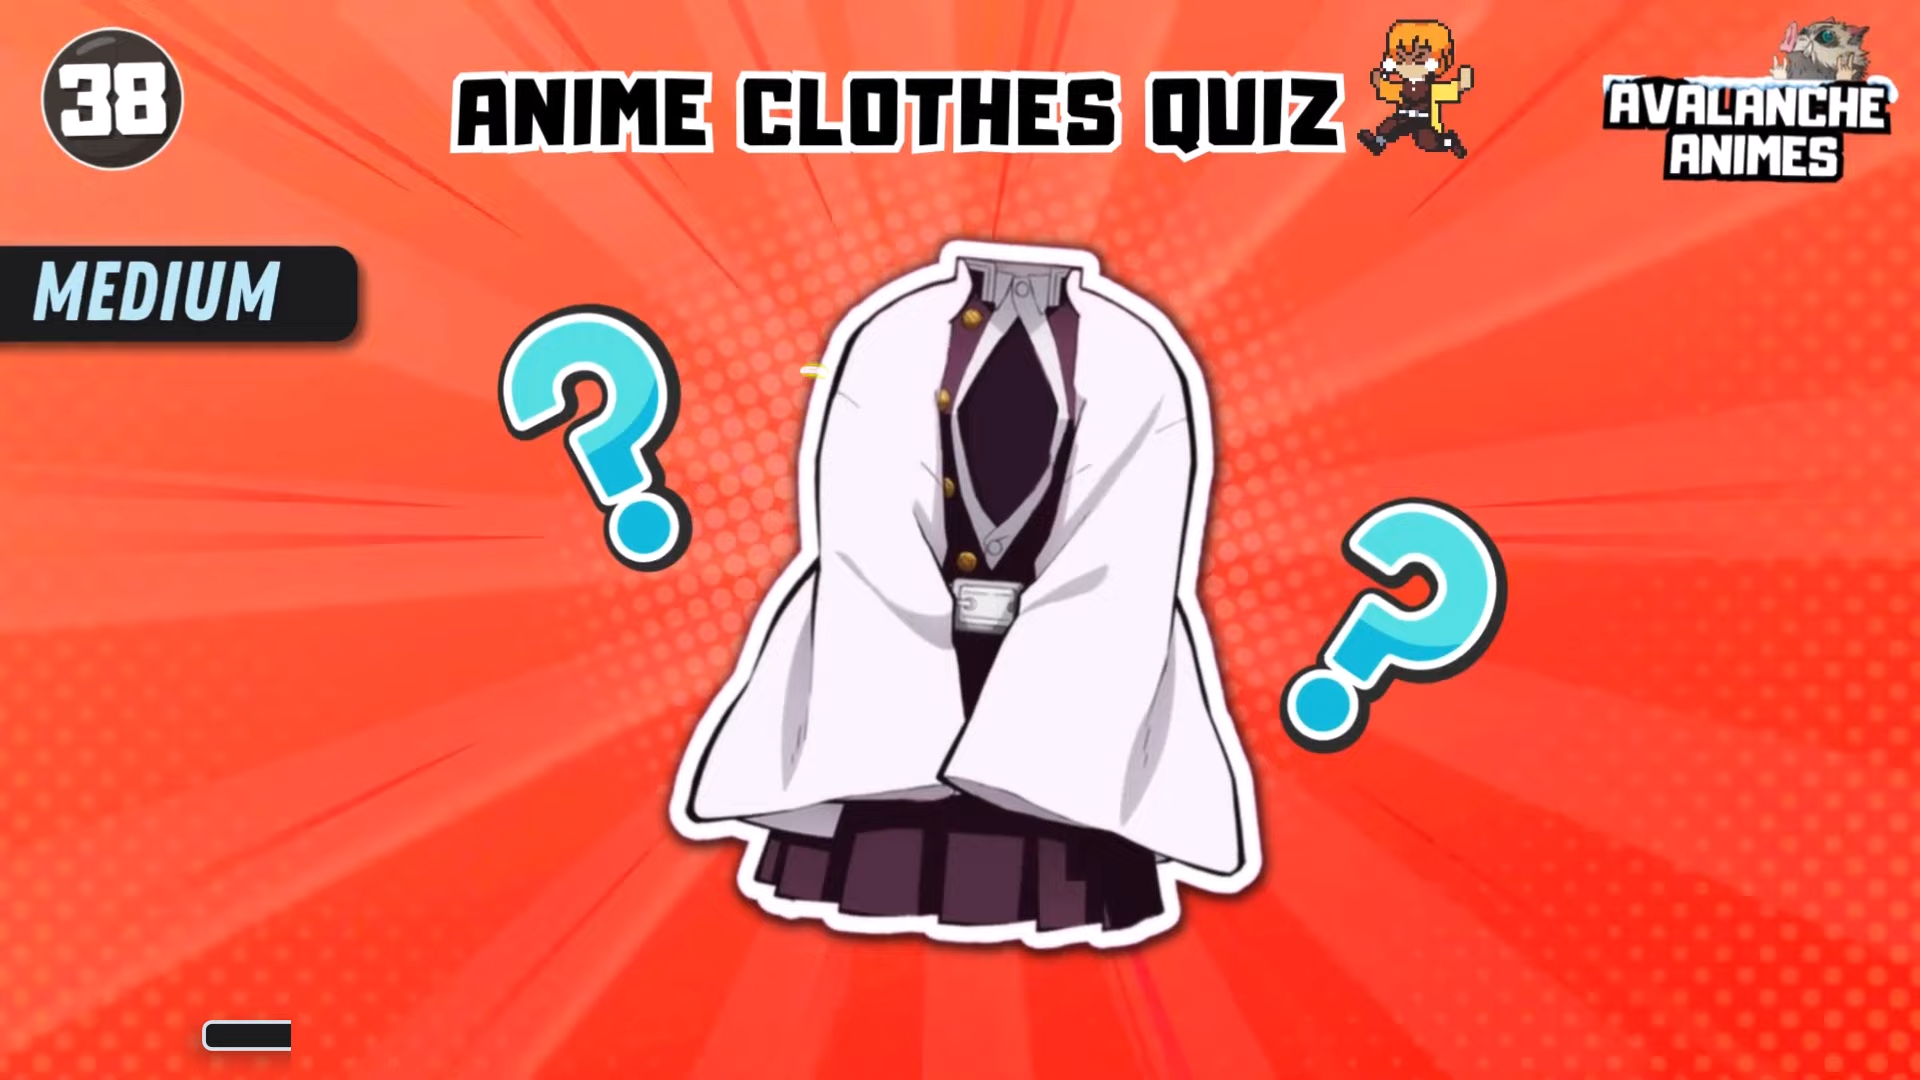 38
ANIME CLOTHES QUIZ
AVALANCHE
ANIMES
MEDIUM